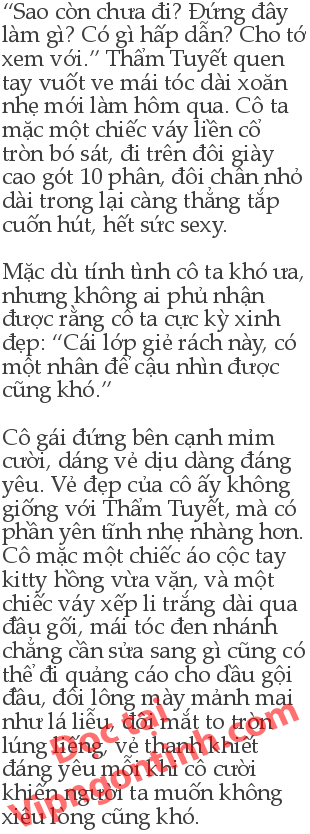 “Sao còn chưa đi? Đứng đây
làm gì? Có gì hấp dẫn? Cho tớ
xem với.” Thẩm Tuyết quen
tay vuốt ve mái tóc dài xoăn
nhẹ mới làm hôm qua. Cô ta
mặc một chiếc váy liền cổ
tròn bó sát, đi trên đôi giày
cao gót 10 phân, đôi chân nhỏ
dài trong lại càng thẳng tắp
cuốn hút, hết sức sexy.
Mặc dù tính tình cô ta khó ưa,
nhưng không ai phủ nhận
được rằng cô ta cực kỳ xinh
đẹp: “Cái lớp giẻ rách này, có
một nhân để cậu nhìn được
cũng khó.”
Cô gái đứng bên cạnh mỉm
cười, dáng vẻ dịu dàng đáng
yêu. Vẻ đẹp của cô ấy không
giống với Thẩm Tuyết, mà có
phần yên tĩnh nhẹ nhàng hơn.
Cô mặc một chiếc áo cộc tay
kitty hồng vừa vặn, và một
chiếc váy xếp li trắng dài qua
đầu gối, mái tóc đen nhánh
chẳng cần sửa sang gì cũng có
thể đi quảng cáo cho dầu gội
đầu, đôi lông mày mảnh mai
như lá liễu, đôi mắt to tròn
lúng liếng, vẻ thanh khiết
đáng yêu mỗi khi cô cười
khiến người ta muốn không
xiêu lòng cũng khó.
Đọc tại
Vipngontinh.com